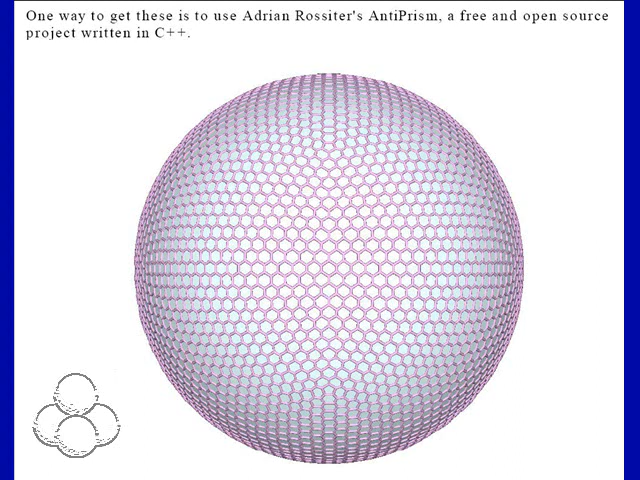 One way to get these is to use Adrian Rossiter's AntiPrism, a free and open source
project written in C++.